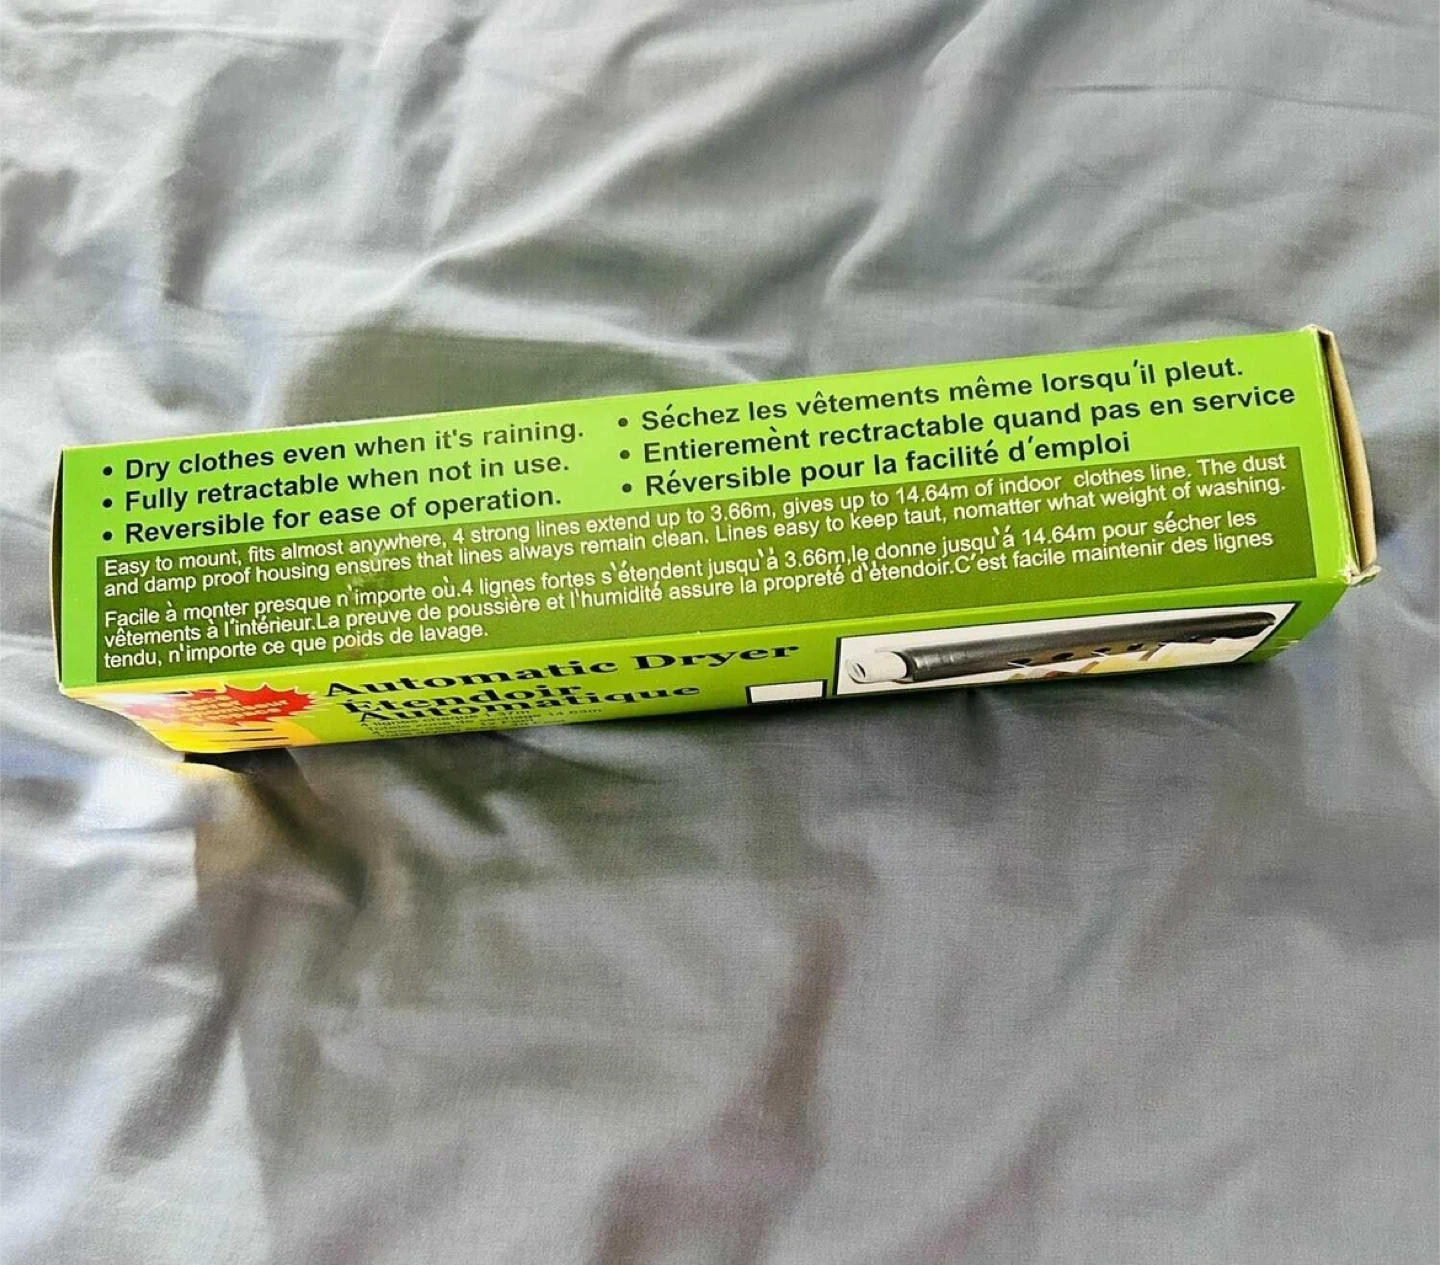 • Dry clothes even when it's raining.
• Fully retractable when not in use.
• Reversible for ease of operation.
• Séchez les vêtements même lorsqu'il pleut.
• Entieremènt rectractable quand pas en service
• Réversible pour la facilité d'emploi
Easy to mount, fits almost anywhere, 4 strong lines extend up to 3.66m, gives up to 14.64m of indoor clothes line. The dust
and damp proof housing ensures that lines always remain clean. Lines easy to keep taut, nomatter what weight of washing.
Facile à monter presque n'importe où.4 lignes fortes s'étendent jusqu'à 3.66m,le donne jusqu'á 14.64m pour sécher les
vêtements à l'intérieur.La preuve de poussière et l'humidité assure la propreté d'étendoir.C'est facile maintenir des lignes
tendu, n'importe ce que poids de lavage.
Automatic Dryer
Étendoir
Automatique